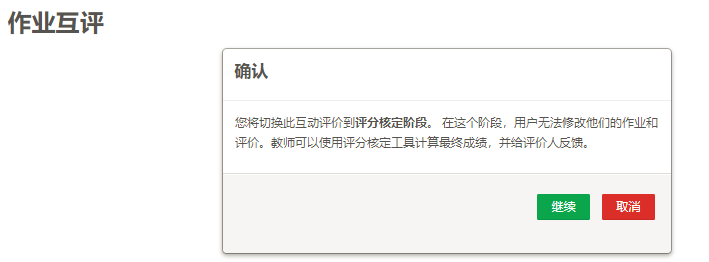 作业互评
确认
您将切换此互动评价到评分核定阶段。 在这个阶段，用户无法修改他们的作业和
评价。教师可以使用评分核定工具计算最终成绩，并给评价人反馈。
继续 取消